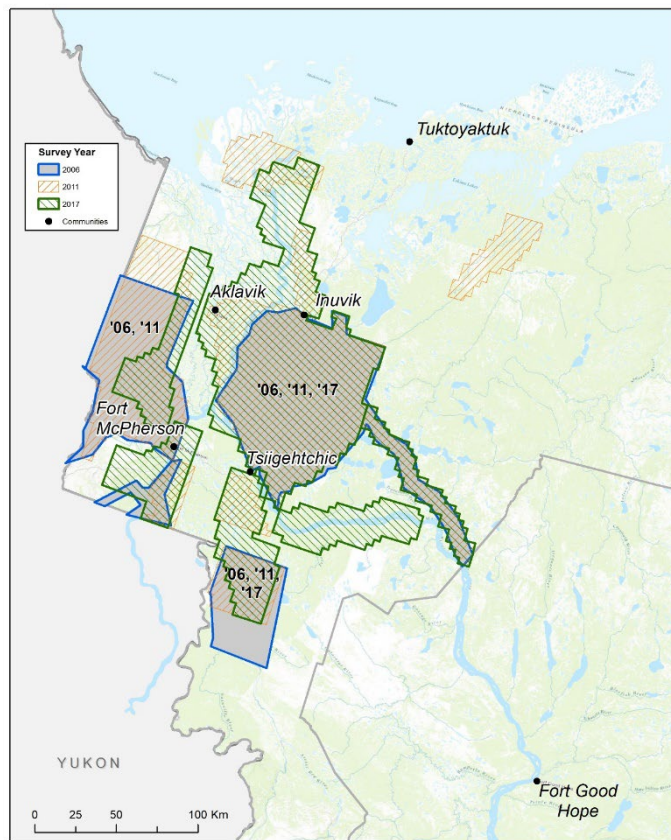 Tuktoyaktuk
Survey Year
2006
2011
2017
Communities
Aklavik
Inuvik
'06, '11
'06, '11, '17
Fort
McPherson
Tsiigehtchic
'06, '11,
'17
YUKON
Fort Good
Hope
0 25 50 100 Km